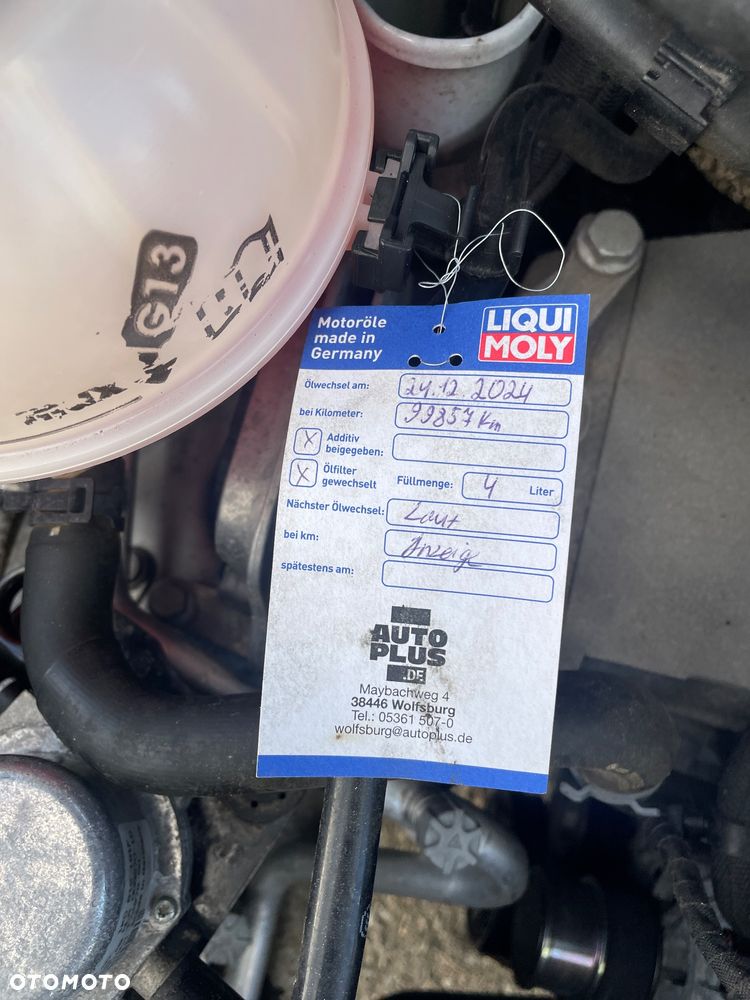 G13
Motoröle
made in
Germany
LIQUI
MOLY
Ölwechsel am: 24.12.2024
bei Kilometer: 99857 Km
X Additiv
beigegeben:
X Ölfilter
gewechselt
Füllmenge: 4 Liter
Nächster Ölwechsel: Laut
bei km: Anzeige
spätestens am:
AUTO
PLUS
.DE
Maybachweg 4
38446 Wolfsburg
Tel.: 05361 507-0
wolfsburg@autoplus.de
OTOMOTO